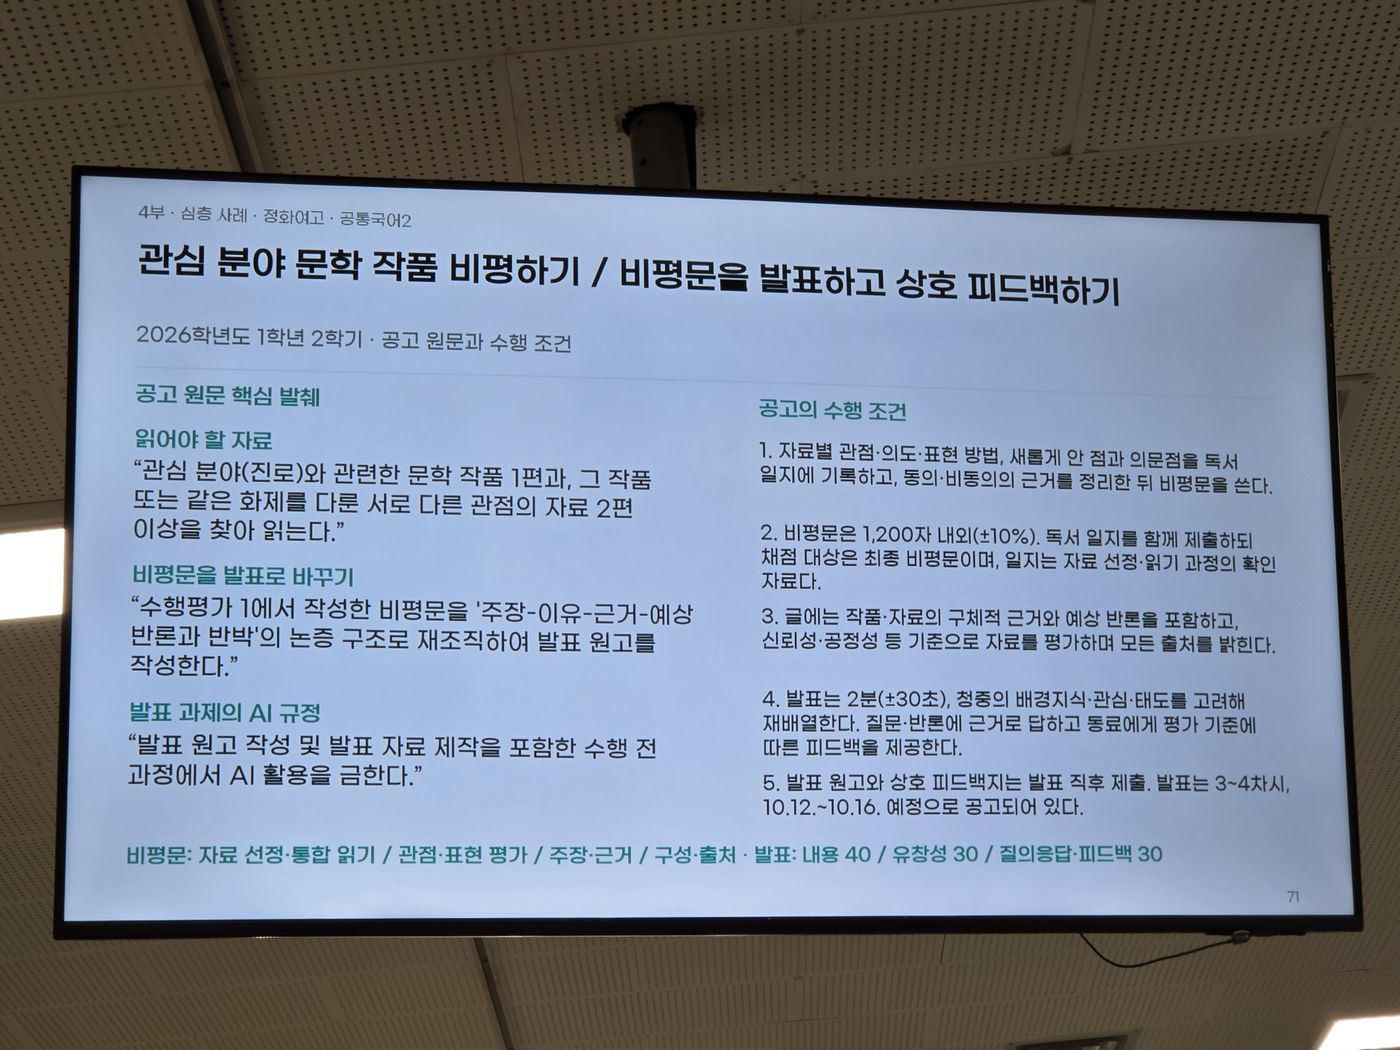 4부 · 심층 사례 · 정화여고 · 공통국어2
관심 분야 문학 작품 비평하기 / 비평문을 발표하고 상호 피드백하기
2026학년도 1학년 2학기 · 공고 원문과 수행 조건
공고 원문 핵심 발췌
읽어야 할 자료
“관심 분야(진로)와 관련한 문학 작품 1편과, 그 작품
또는 같은 화제를 다룬 서로 다른 관점의 자료 2편
이상을 찾아 읽는다.”
비평문을 발표로 바꾸기
“수행평가 1에서 작성한 비평문을 '주장-이유-근거-예상
반론과 반박'의 논증 구조로 재조직하여 발표 원고를
작성한다.”
발표 과제의 AI 규정
“발표 원고 작성 및 발표 자료 제작을 포함한 수행 전
과정에서 AI 활용을 금한다.”
공고의 수행 조건
1. 자료별 관점·의도·표현 방법, 새롭게 안 점과 의문점을 독서
일지에 기록하고, 동의·비동의의 근거를 정리한 뒤 비평문을 쓴다.
2. 비평문은 1,200자 내외(±10%). 독서 일지를 함께 제출하되
채점 대상은 최종 비평문이며, 일지는 자료 선정·읽기 과정의 확인
자료다.
3. 글에는 작품·자료의 구체적 근거와 예상 반론을 포함하고,
신뢰성·공정성 등 기준으로 자료를 평가하며 모든 출처를 밝힌다.
4. 발표는 2분(±30초), 청중의 배경지식·관심·태도를 고려해
재배열한다. 질문·반론에 근거로 답하고 동료에게 평가 기준에
따른 피드백을 제공한다.
5. 발표 원고와 상호 피드백지는 발표 직후 제출. 발표는 3~4차시,
10.12.~10.16. 예정으로 공고되어 있다.
비평문: 자료 선정·통합 읽기 / 관점·표현 평가 / 주장·근거 / 구성·출처 · 발표: 내용 40 / 유창성 30 / 질의응답·피드백 30
71